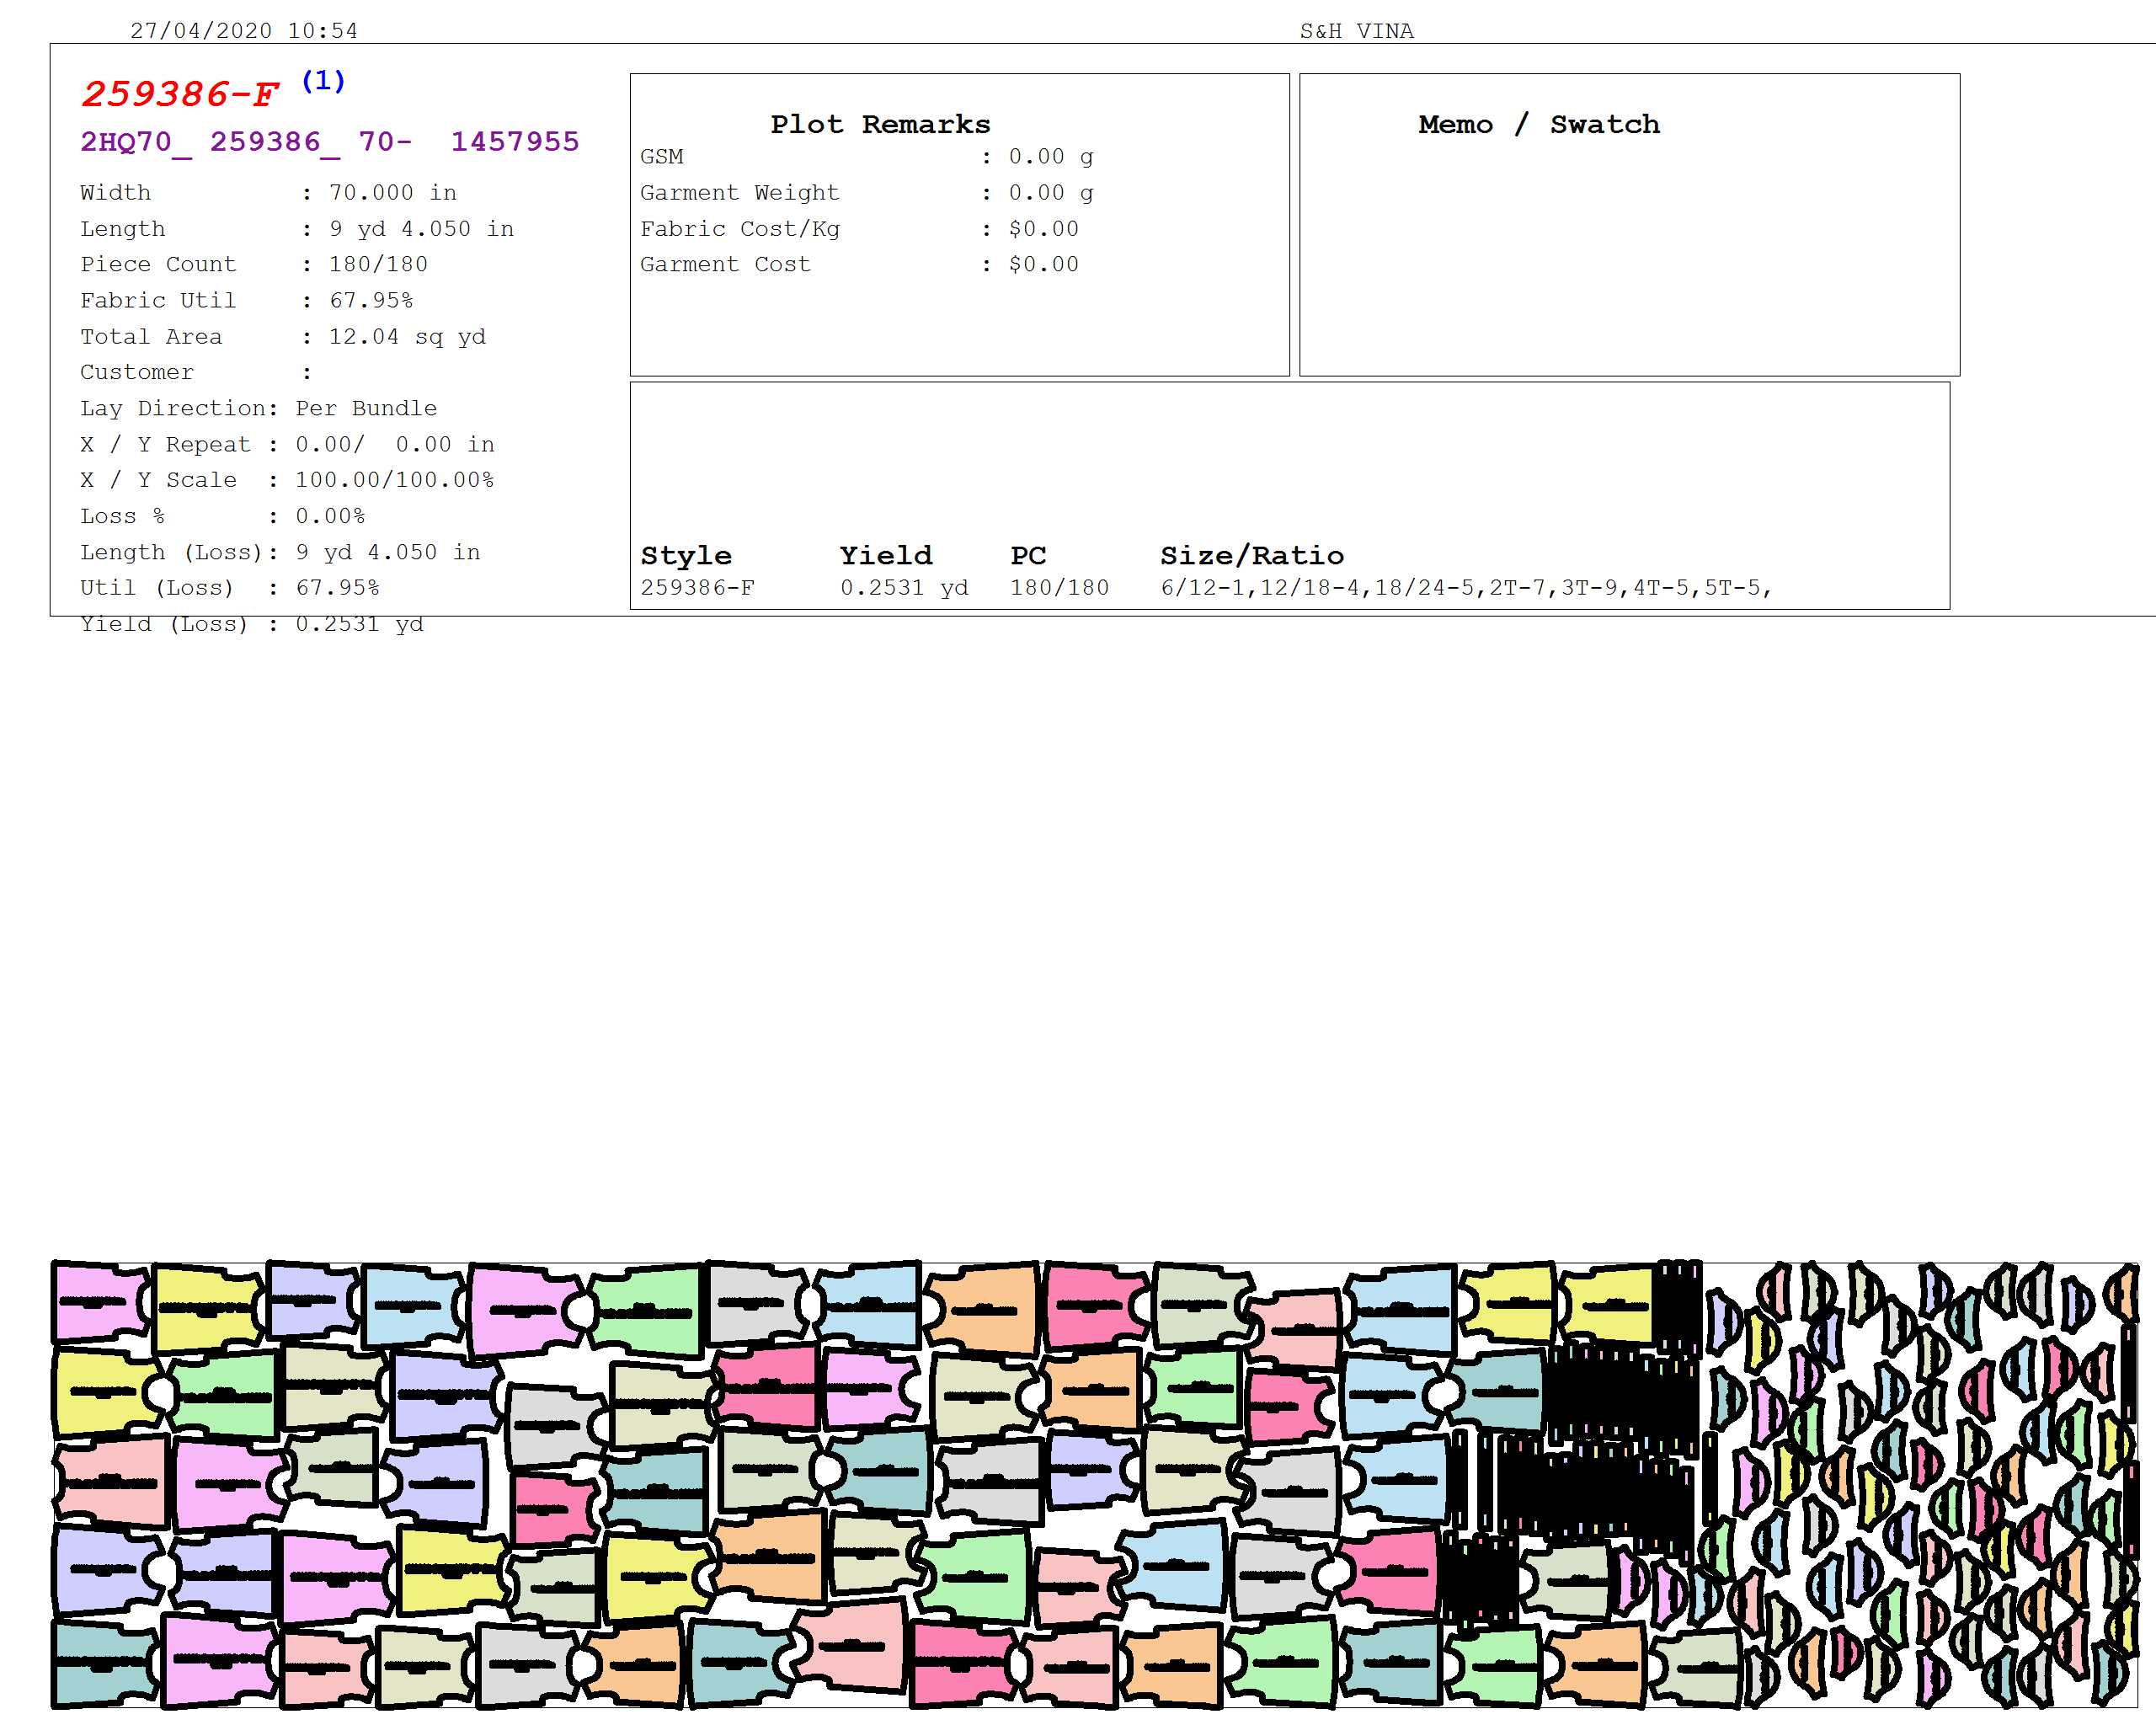 27/04/2020 10:54 S&H VINA
259386-F (1)
2HQ70_ 259386_ 70- 1457955
Width : 70.000 in
Length : 9 yd 4.050 in
Piece Count : 180/180
Fabric Util : 67.95%
Total Area : 12.04 sq yd
Customer :
Lay Direction: Per Bundle
X / Y Repeat : 0.00/ 0.00 in
X / Y Scale : 100.00/100.00%
Loss % : 0.00%
Length (Loss): 9 yd 4.050 in
Util (Loss) : 67.95%
Yield (Loss) : 0.2531 yd
Plot Remarks
GSM : 0.00 g
Garment Weight : 0.00 g
Fabric Cost/Kg : $0.00
Garment Cost : $0.00
Memo / Swatch
Style Yield PC Size/Ratio
259386-F 0.2531 yd 180/180 6/12-1,12/18-4,18/24-5,2T-7,3T-9,4T-5,5T-5,